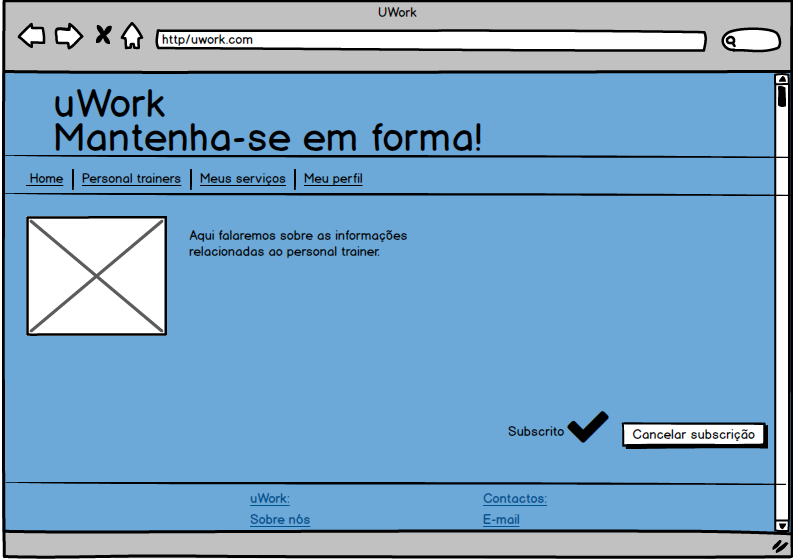 UWork
http/uwork.com
uWork
Mantenha-se em forma!
Home Personal trainers Meus serviços Meu perfil
Aqui falaremos sobre as informações
relacionadas ao personal trainer.
Subscrito Cancelar subscrição
uWork: Contactos:
Sobre nós E-mail